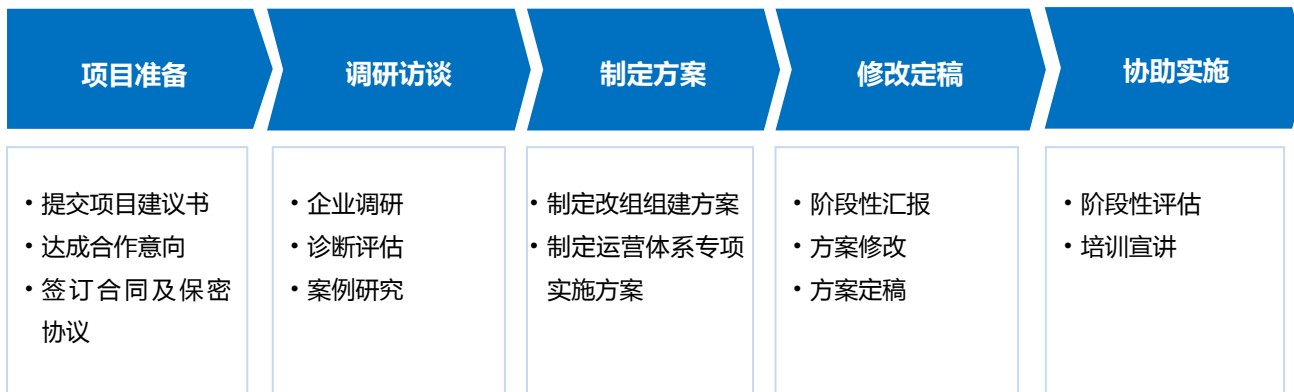 项目准备
调研访谈
制定方案
修改定稿
协助实施
• 提交项目建议书
• 达成合作意向
• 签订合同及保密
协议
• 企业调研
• 诊断评估
• 案例研究
• 制定改组组建方案
• 制定运营体系专项
实施方案
• 阶段性汇报
• 方案修改
• 方案定稿
• 阶段性评估
• 培训宣讲